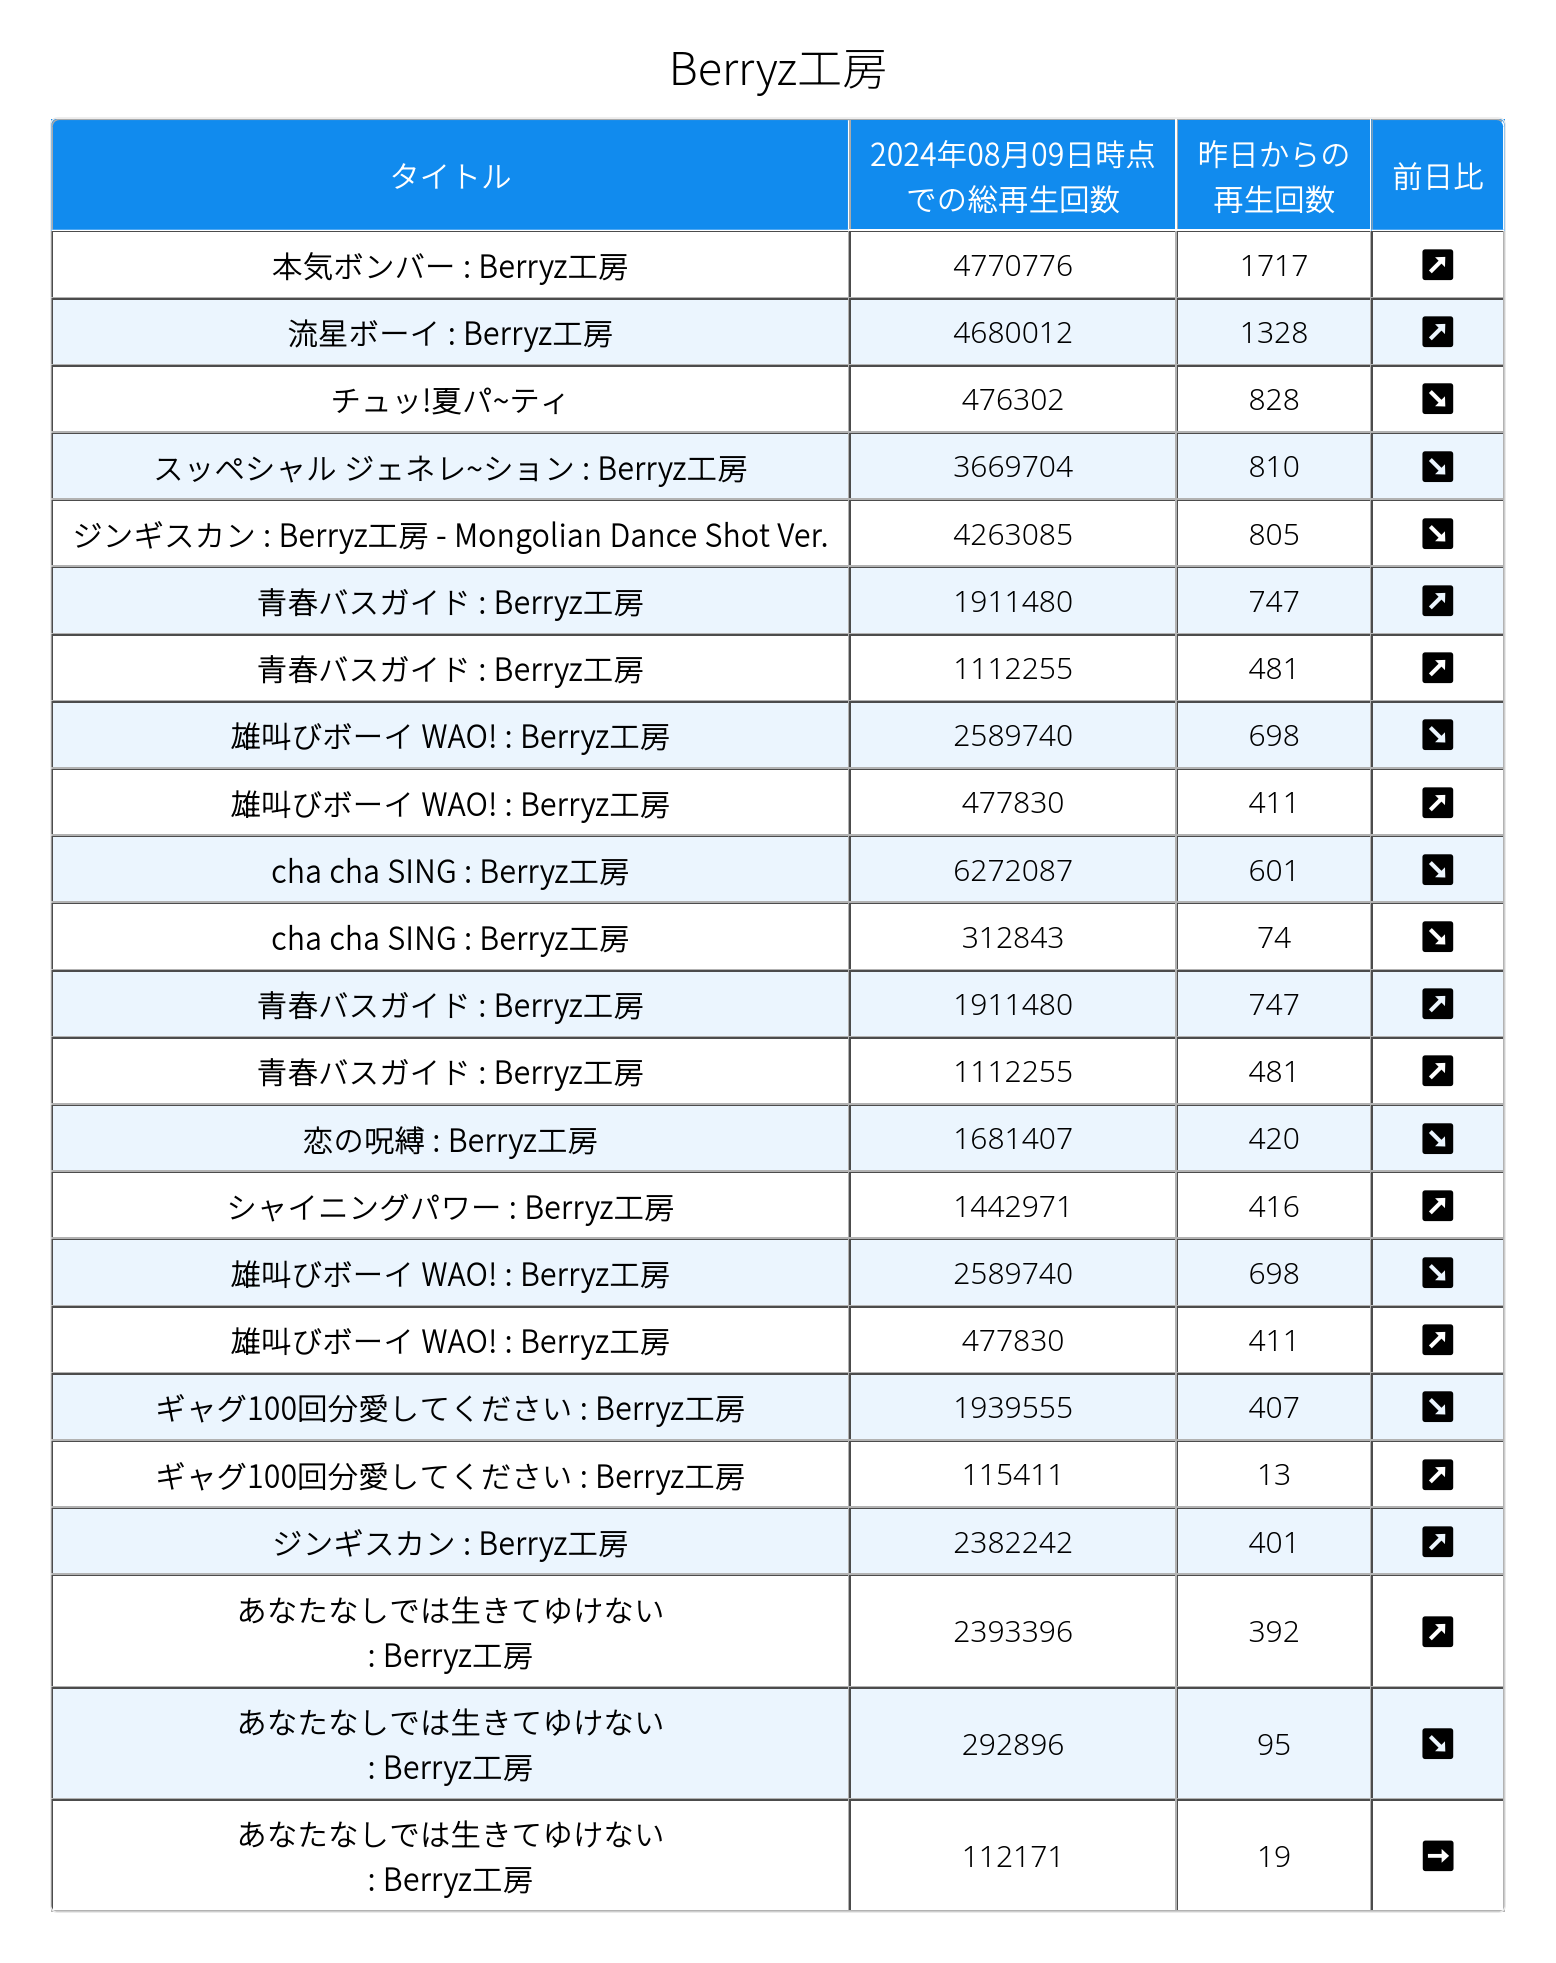 Berryz工房
タイトル 2024年08月09日時点 昨日からの 前日比
での総再生回数 再生回数
本気ボンバー : Berryz工房 4770776 1717
流星ボーイ : Berryz工房 4680012 1328
チュッ!夏パ~ティ 476302 828
スッペシャル ジェネレ~ション : Berryz工房 3669704 810
ジンギスカン : Berryz工房 - Mongolian Dance Shot Ver. 4263085 805
青春バスガイド : Berryz工房 1911480 747
青春バスガイド : Berryz工房 1112255 481
雄叫びボーイ WAO! : Berryz工房 2589740 698
雄叫びボーイ WAO! : Berryz工房 477830 411
cha cha SING : Berryz工房 6272087 601
cha cha SING : Berryz工房 312843 74
青春バスガイド : Berryz工房 1911480 747
青春バスガイド : Berryz工房 1112255 481
恋の呪縛 : Berryz工房 1681407 420
シャイニングパワー : Berryz工房 1442971 416
雄叫びボーイ WAO! : Berryz工房 2589740 698
雄叫びボーイ WAO! : Berryz工房 477830 411
ギャグ100回分愛してください : Berryz工房 1939555 407
ギャグ100回分愛してください : Berryz工房 115411 13
ジンギスカン : Berryz工房 2382242 401
あなたなしでは生きてゆけない
: Berryz工房 2393396 392
あなたなしでは生きてゆけない
: Berryz工房 292896 95
あなたなしでは生きてゆけない
: Berryz工房 112171 19